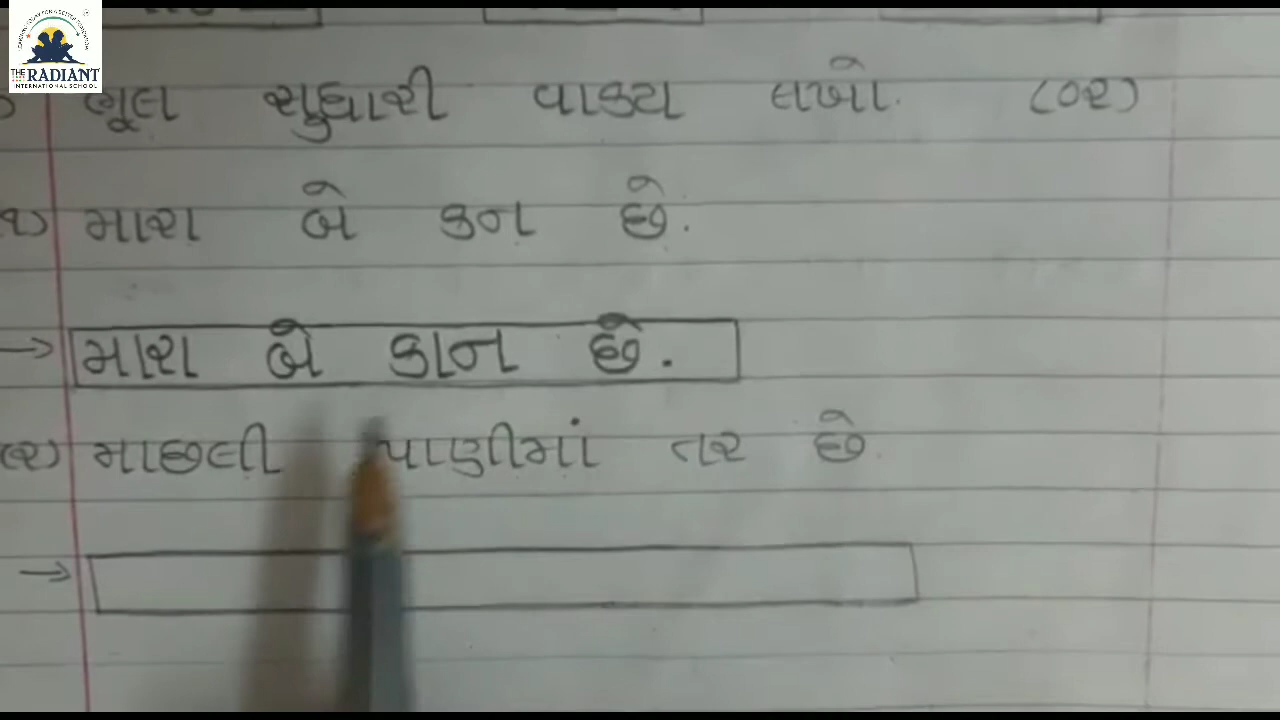 THE RADIANT
INTERNATIONAL SCHOOL
ભૂલ સુધારી વાક્ય લખો. (૦૨)
(૧) મારા બે કન છે.
→ મારા બે કાન છે.
(૨) માછલી પાણીમાં તર છે.
→